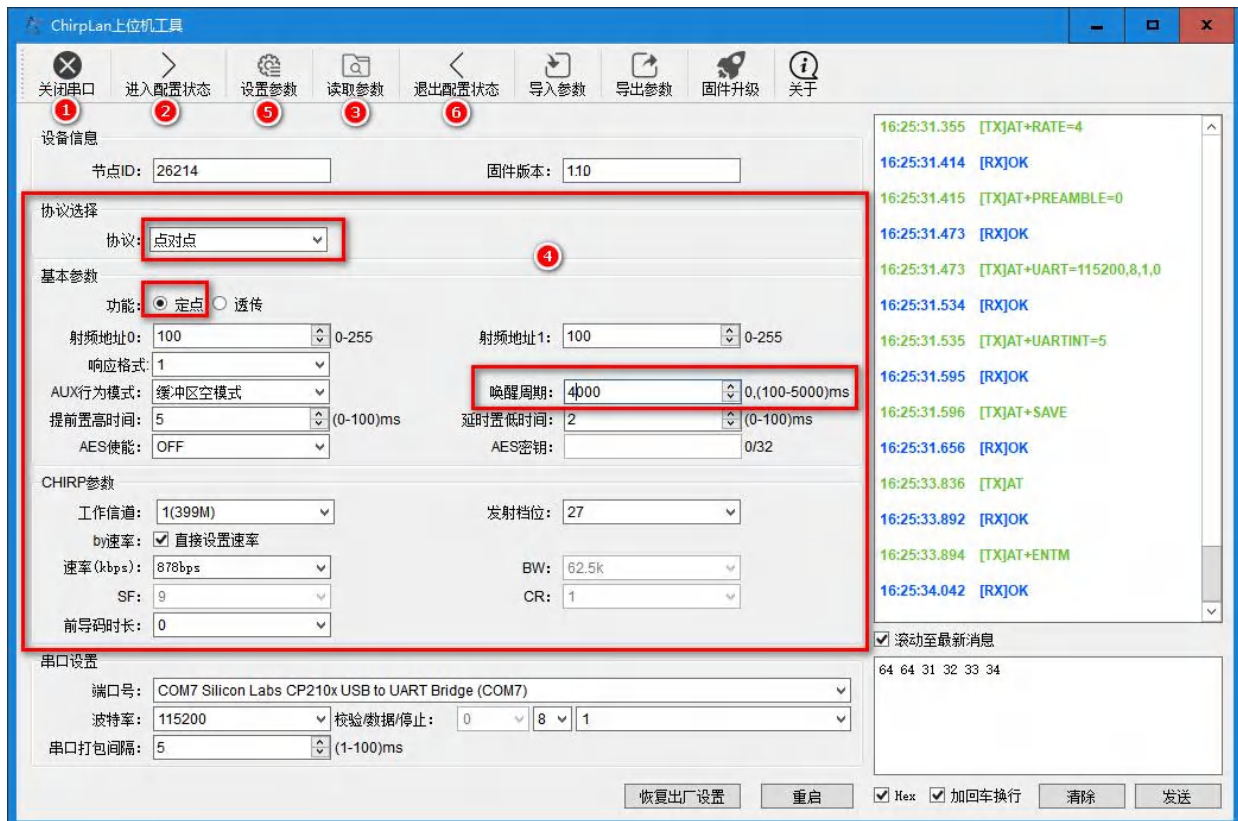 ChirpLan上位机工具
关闭串口 进入配置状态 设置参数 读取参数 退出配置状态 导入参数 导出参数 固件升级 关于
1 2 5 3 6
设备信息
节点ID: 26214 固件版本: 1.10
协议选择
协议: 点对点
4
基本参数
功能: 定点 透传
射频地址0: 100 0-255 射频地址1: 100 0-255
响应格式: 1
AUX行为模式: 缓冲区空模式 唤醒周期: 4000 0,(100-5000)ms
提前置高时间: 5 (0-100)ms 延时置低时间: 2 (0-100)ms
AES使能: OFF AES密钥: 0/32
CHIRP参数
工作信道: 1(399M) 发射档位: 27
by速率: 直接设置速率
速率(kbps): 878bps BW: 62.5k
SF: 9 CR: 1
前导码时长: 0
串口设置
端口号: COM7 Silicon Labs CP210x USB to UART Bridge (COM7)
波特率: 115200 校验/数据/停止: 0 8 1
串口打包间隔: 5 (1-100)ms
恢复出厂设置 重启
16:25:31.355 [TX]AT+RATE=4
16:25:31.414 [RX]OK
16:25:31.415 [TX]AT+PREAMBLE=0
16:25:31.473 [RX]OK
16:25:31.473 [TX]AT+UART=115200,8,1,0
16:25:31.534 [RX]OK
16:25:31.535 [TX]AT+UARTINT=5
16:25:31.595 [RX]OK
16:25:31.596 [TX]AT+SAVE
16:25:31.656 [RX]OK
16:25:33.836 [TX]AT
16:25:33.892 [RX]OK
16:25:33.894 [TX]AT+ENTM
16:25:34.042 [RX]OK
滚动至最新消息
64 64 31 32 33 34
Hex 加回车换行 清除 发送